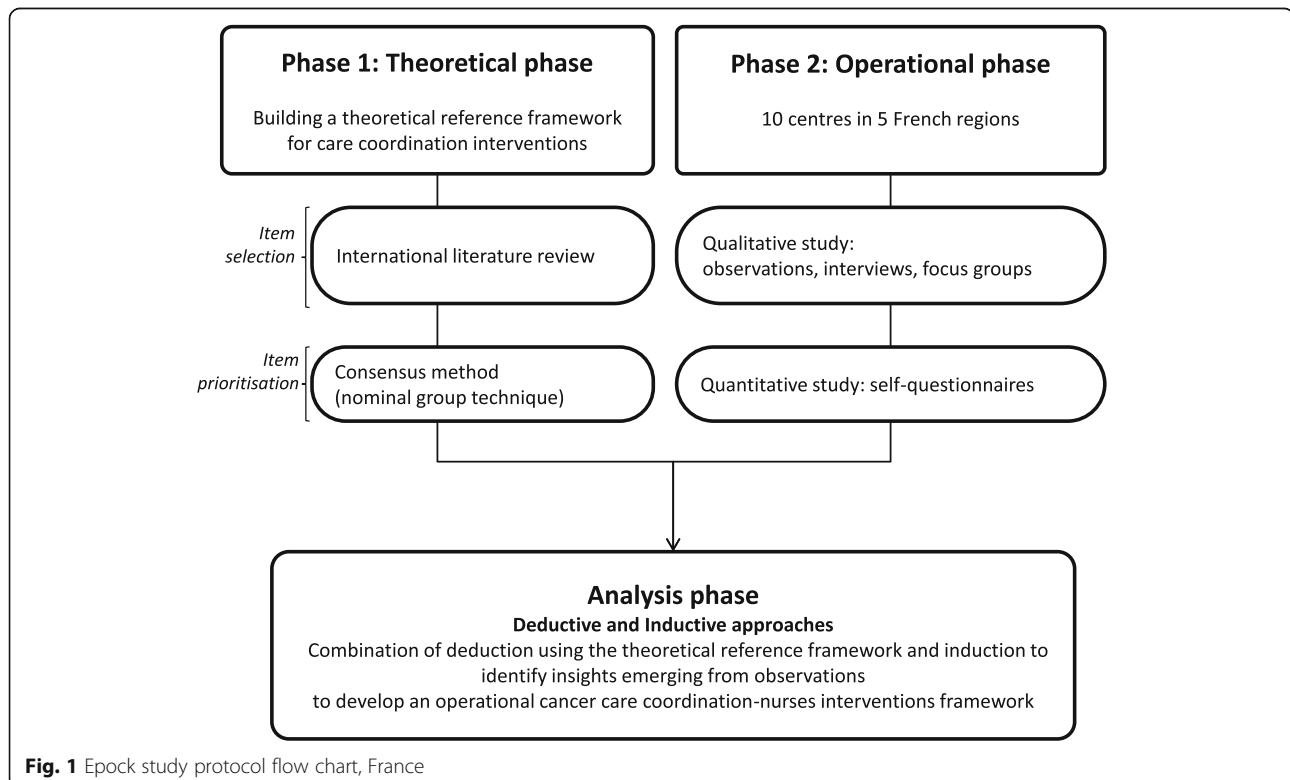 Phase 1: Theoretical phase
Building a theoretical reference framework
for care coordination interventions
Phase 2: Operational phase
10 centres in 5 French regions
Item
selection
International literature review
Qualitative study:
observations, interviews, focus groups
Item
prioritisation
Consensus method
(nominal group technique)
Quantitative study: self-questionnaires
Analysis phase
Deductive and Inductive approaches
Combination of deduction using the theoretical reference framework and induction to
identify insights emerging from observations
to develop an operational cancer care coordination-nurses interventions framework
Fig. 1 Epock study protocol flow chart, France